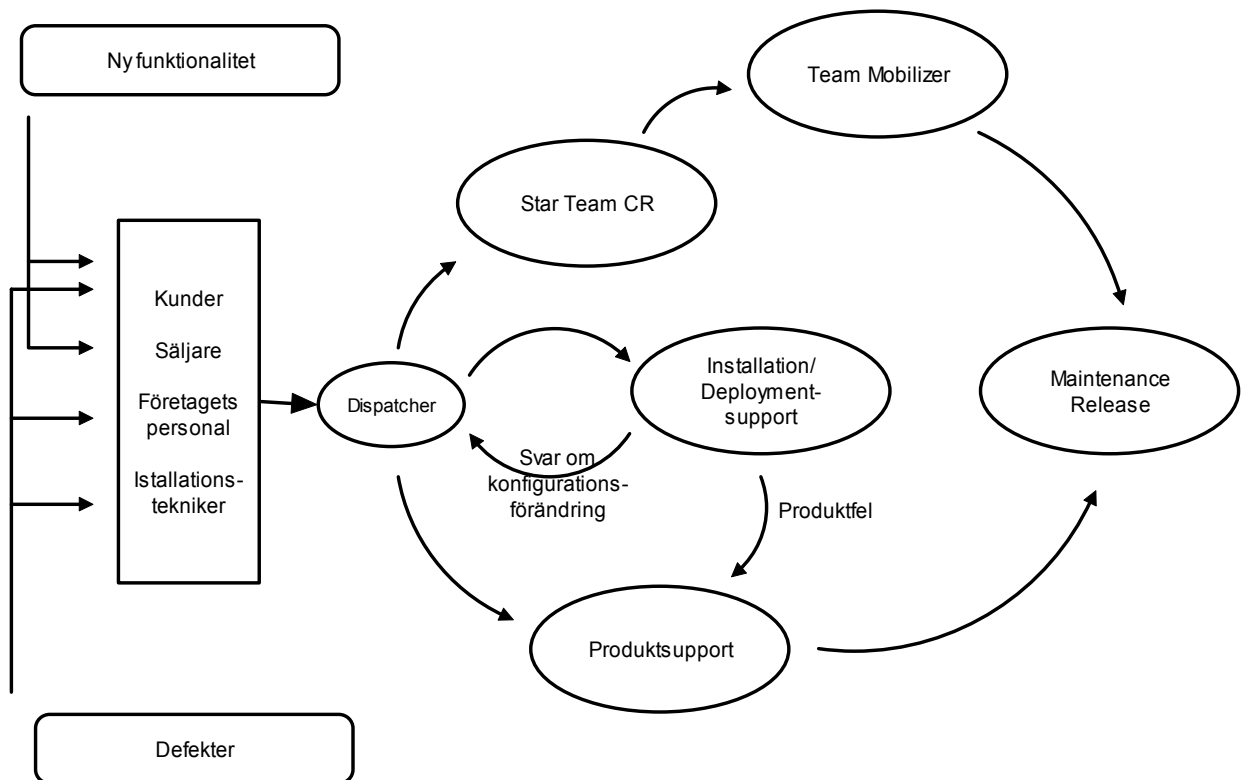 Ny funktionalitet
Team Mobilizer
Star Team CR
Kunder
Säljare
Företagets
personal
Istallations-
tekniker
Dispatcher
Installation/
Deployment-
support
Maintenance
Release
Svar om
konfigurations-
förändring
Produktfel
Produktsupport
Defekter